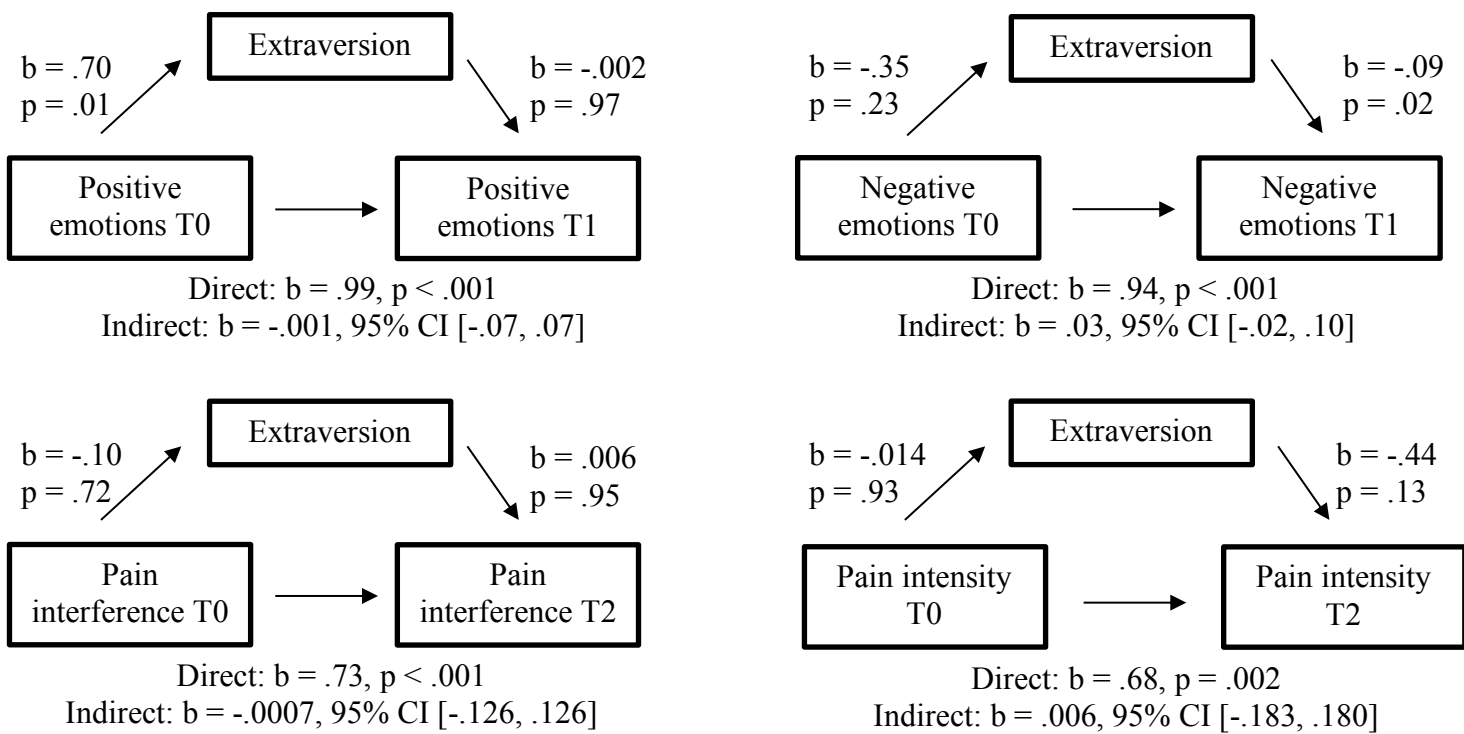 Extraversion
b = .70
p = .01
b = -.002
p = .97
Positive
emotions T0
Positive
emotions T1
Direct: b = .99, p < .001
Indirect: b = -.001, 95% CI [-.07, .07]
Extraversion
b = -.35
p = .23
b = -.09
p = .02
Negative
emotions T0
Negative
emotions T1
Direct: b = .94, p < .001
Indirect: b = .03, 95% CI [-.02, .10]
Extraversion
b = -.10
p = .72
b = .006
p = .95
Pain
interference T0
Pain
interference T2
Direct: b = .73, p < .001
Indirect: b = -.0007, 95% CI [-.126, .126]
Extraversion
b = -.014
p = .93
b = -.44
p = .13
Pain intensity
T0
Pain intensity
T2
Direct: b = .68, p = .002
Indirect: b = .006, 95% CI [-.183, .180]